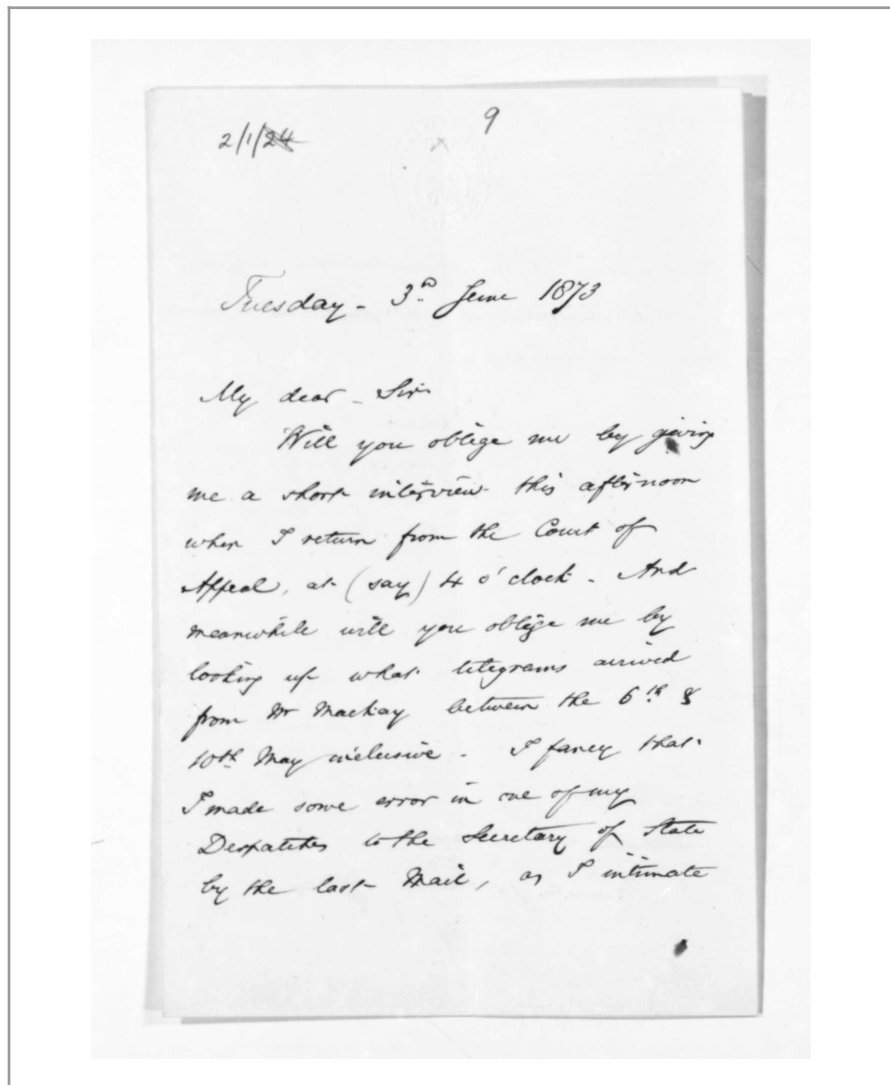 2/1/24
9
Tuesday - 3rd June 1873
My dear - Sir
Will you oblige me by giving
me a short interview this afternoon
when I return from the Court of
Appeal, at (say) 4 o'clock - And
meanwhile will you oblige me by
looking up what telegrams arrived
from Mr Mackay between the 6th &
10th May inclusive. I fancy that
I made some error in one of my
Despatches to the Secretary of State
by the last Mail, as I intimate